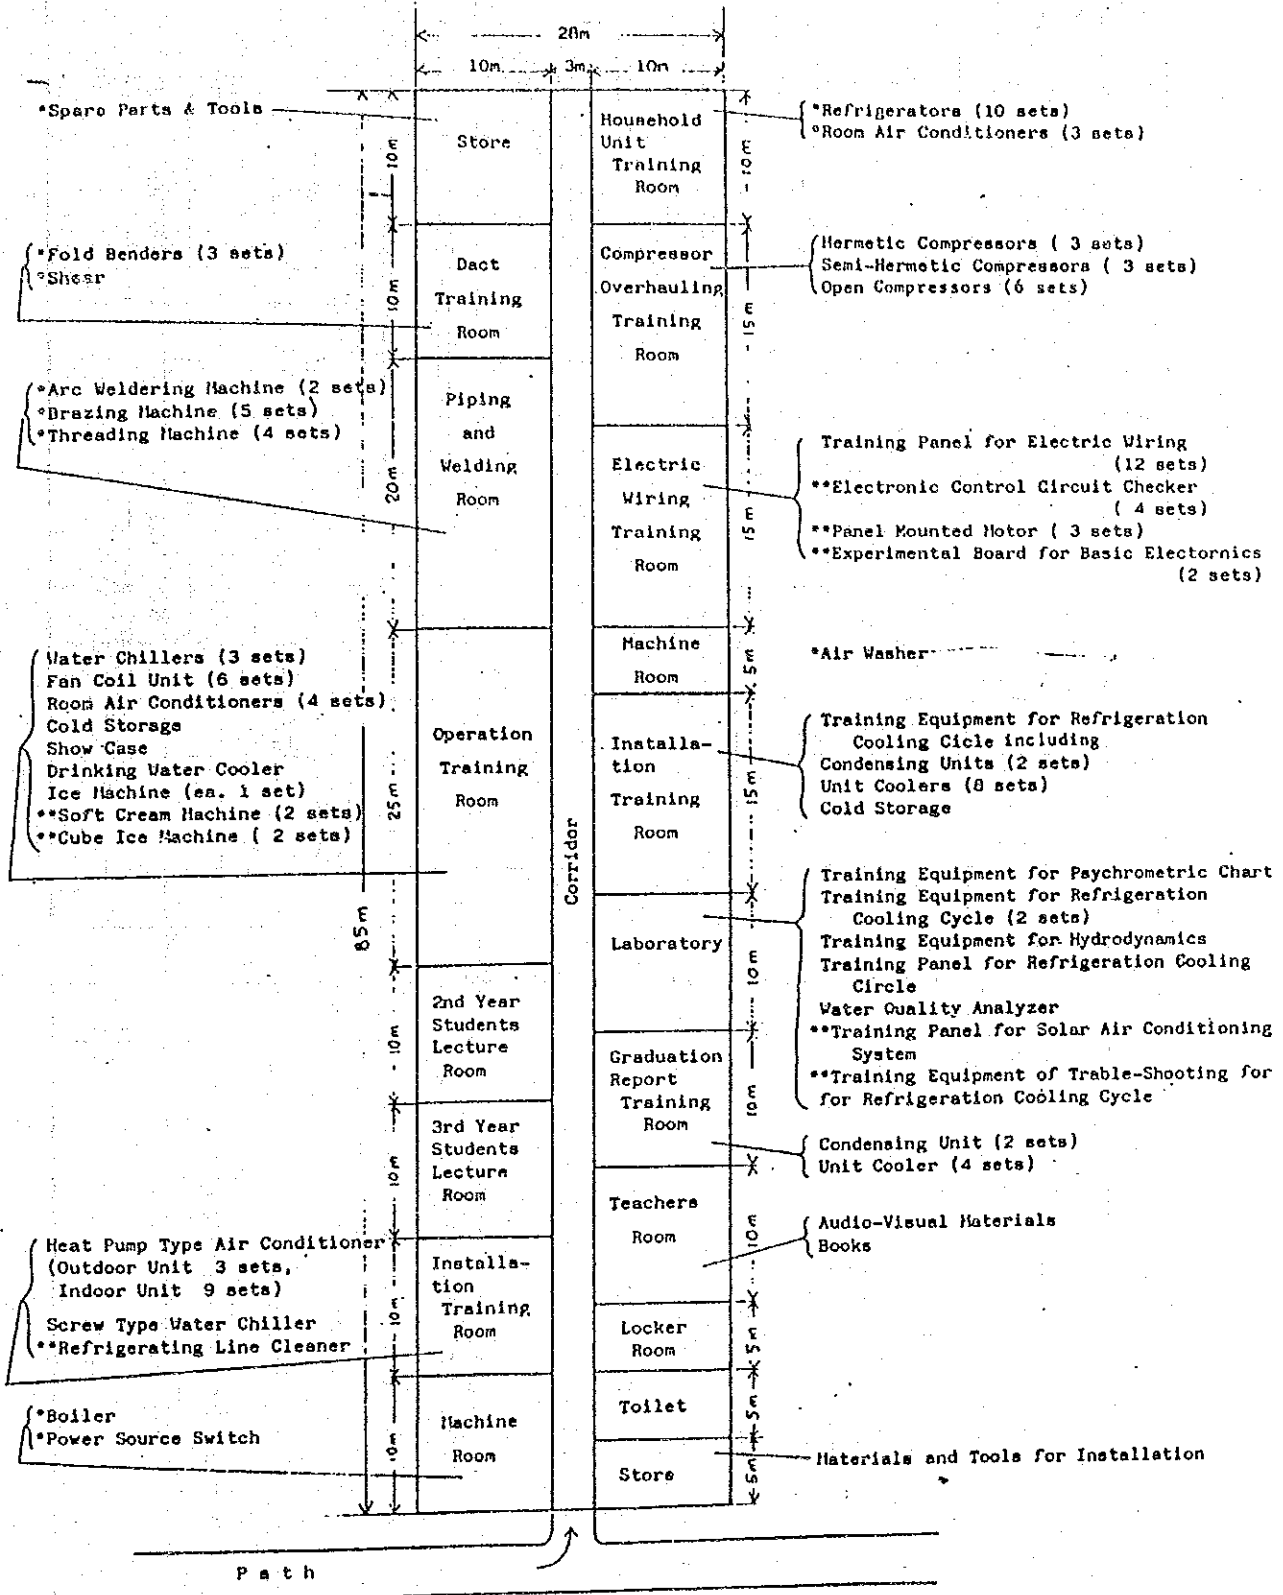 28m
10m 3m 10m
*Spare Parts & Tools
Store
10m
Household
Unit
Training
Room
10m
*Refrigerators (10 sets)
*Room Air Conditioners (3 sets)
*Fold Benders (3 sets)
*Shear
Dact
Training
Room
10m
Compressor
Overhauling
Training
Room
15m
Hermetic Compressors ( 3 sets)
Semi-Hermetic Compressors ( 3 sets)
Open Compressors (6 sets)
*Arc Weldering Machine (2 sets)
*Brazing Machine (5 sets)
*Threading Machine (4 sets)
Piping
and
Welding
Room
20m
Electric
Wiring
Training
Room
15m
Training Panel for Electric Wiring
(12 sets)
**Electronic Control Circuit Checker
( 4 sets)
**Panel Mounted Motor ( 3 sets)
**Experimental Board for Basic Electornics
(2 sets)
Machine
Room
5m
*Air Washer
Water Chillers (3 sets)
Fan Coil Unit (6 sets)
Room Air Conditioners (4 sets)
Cold Storage
Show Case
Drinking Water Cooler
Ice Machine (ea. 1 set)
**Soft Cream Machine (2 sets)
**Cube Ice Machine ( 2 sets)
Operation
Training
Room
25m
85m
Corridor
Installa-
tion
Training
Room
15m
Training Equipment for Refrigeration
Cooling Cicle including
Condensing Units (2 sets)
Unit Coolers (8 sets)
Cold Storage
Laboratory
10m
Training Equipment for Psychrometric Chart
Training Equipment for Refrigeration
Cooling Cycle (2 sets)
Training Equipment for Hydrodynamics
Training Panel for Refrigeration Cooling
Circle
Water Quality Analyzer
**Training Panel for Solar Air Conditioning
System
**Training Equipment of Trable-Shooting for
for Refrigeration Cooling Cycle
2nd Year
Students
Lecture
Room
10m
Graduation
Report
Training
Room
10m
Condensing Unit (2 sets)
Unit Cooler (4 sets)
3rd Year
Students
Lecture
Room
10m
Teachers
Room
10m
Audio-Visual Materials
Books
Heat Pump Type Air Conditioner
(Outdoor Unit 3 sets,
Indoor Unit 9 sets)
Screw Type Water Chiller
**Refrigerating Line Cleaner
Installa-
tion
Training
Room
10m
Locker
Room
5m
Toilet
5m
*Boiler
*Power Source Switch
Machine
Room
10m
Store
5m
Materials and Tools for Installation
Path